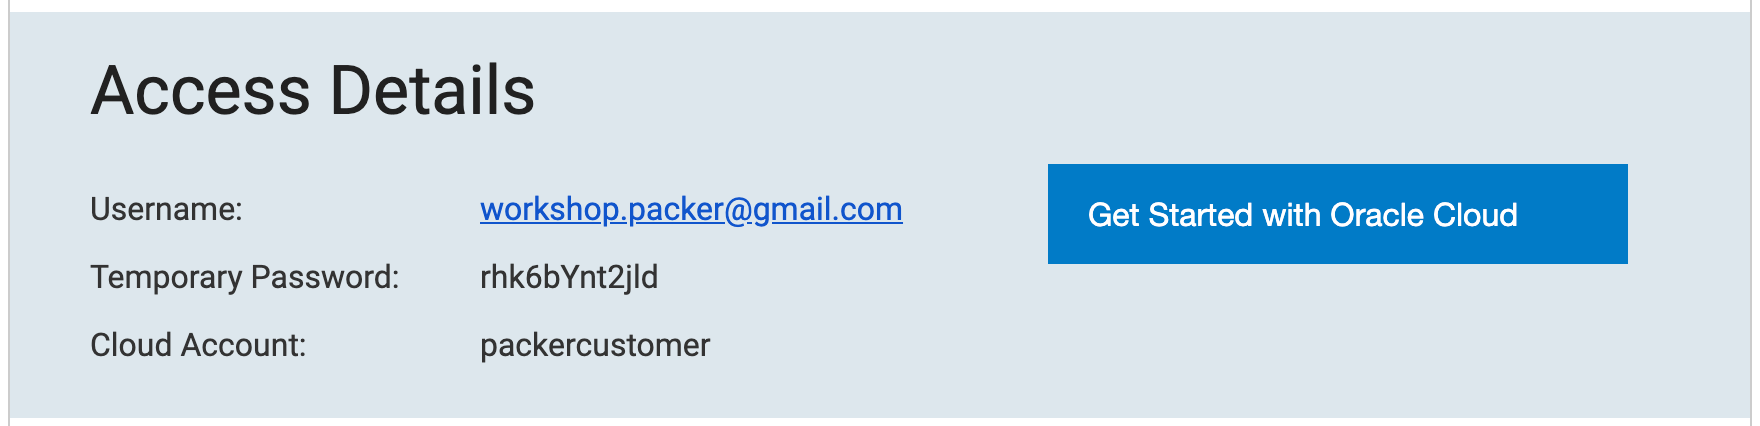 Access Details
Username: workshop.packer@gmail.com
Get Started with Oracle Cloud
Temporary Password: rhk6bYnt2jld
Cloud Account: packercustomer